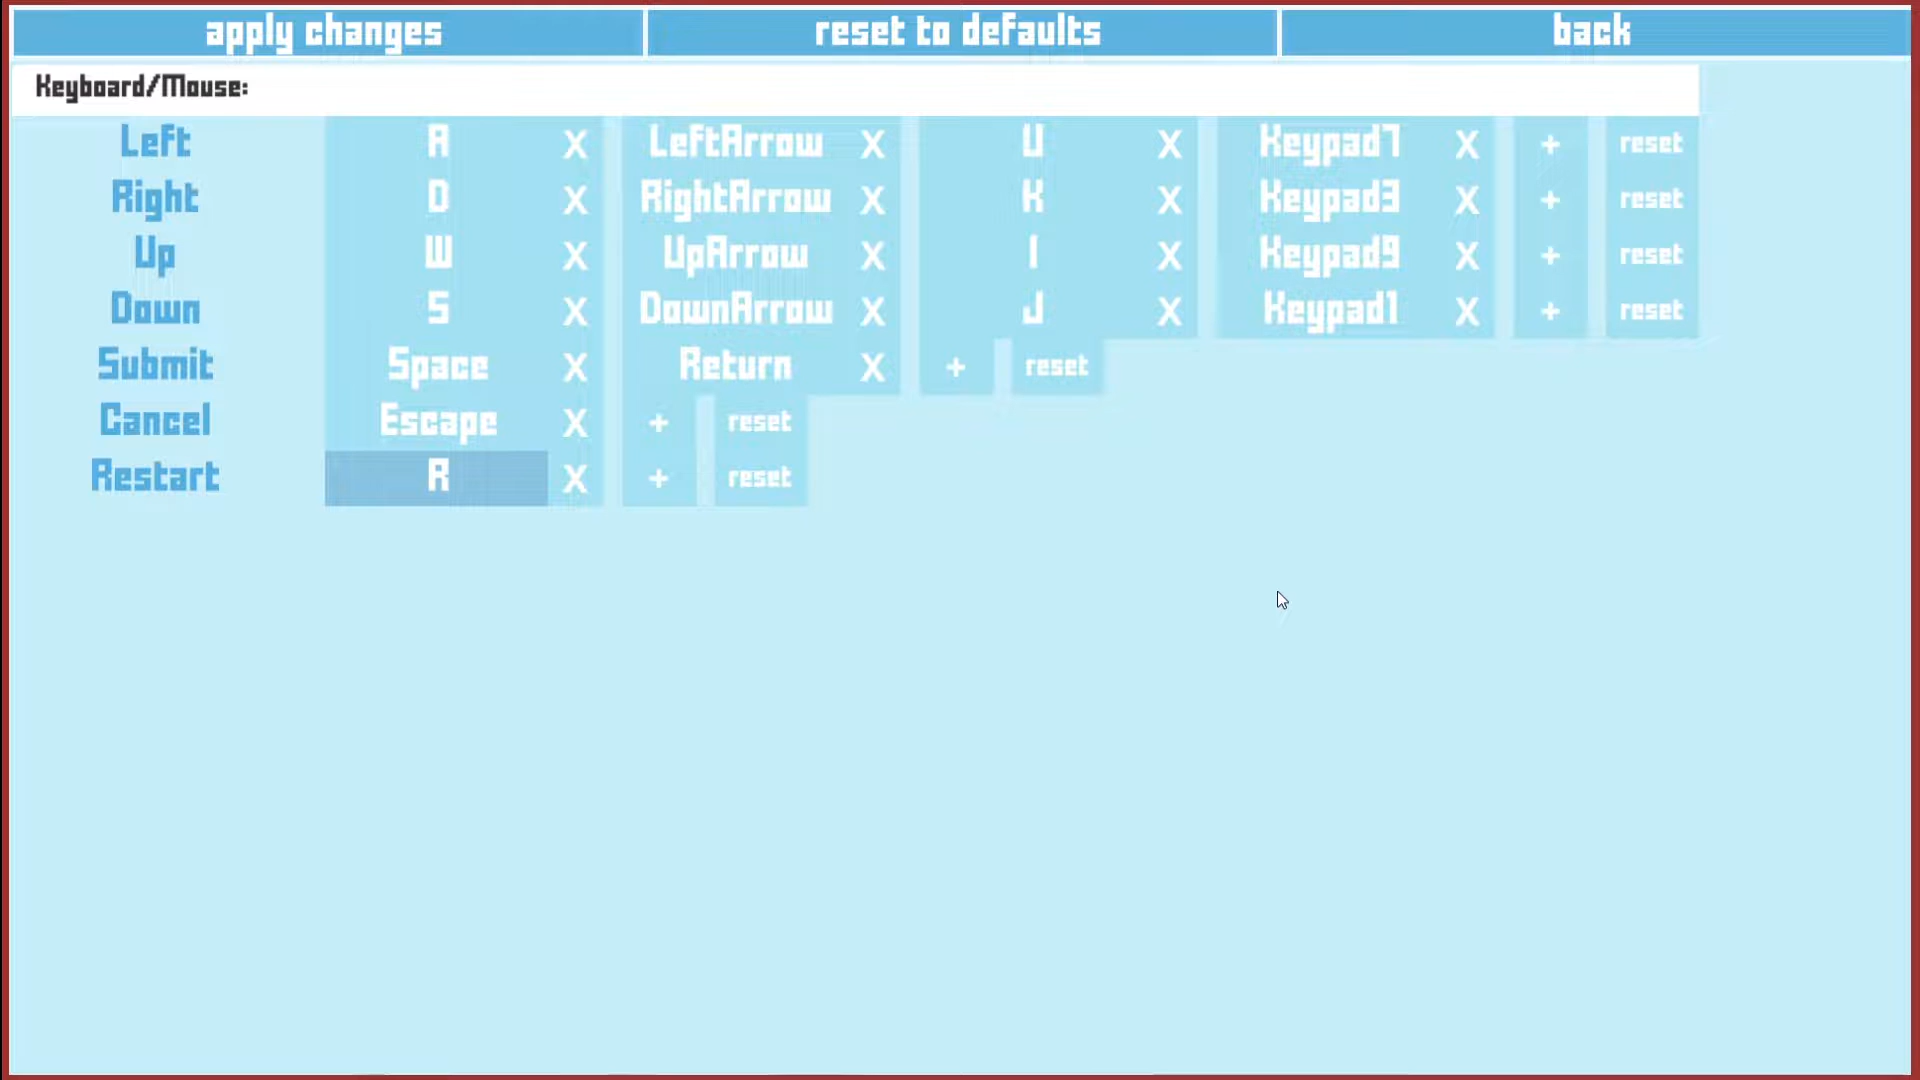 apply changes reset to defaults back
Keyboard/Mouse:
Left A X LeftArrow X U X Keypad7 X + reset
Right D X RightArrow X K X Keypad3 X + reset
Up W X UpArrow X I X Keypad9 X + reset
Down S X DownArrow X J X Keypad1 X + reset
Submit Space X Return X + reset
Cancel Escape X + reset
Restart R X + reset